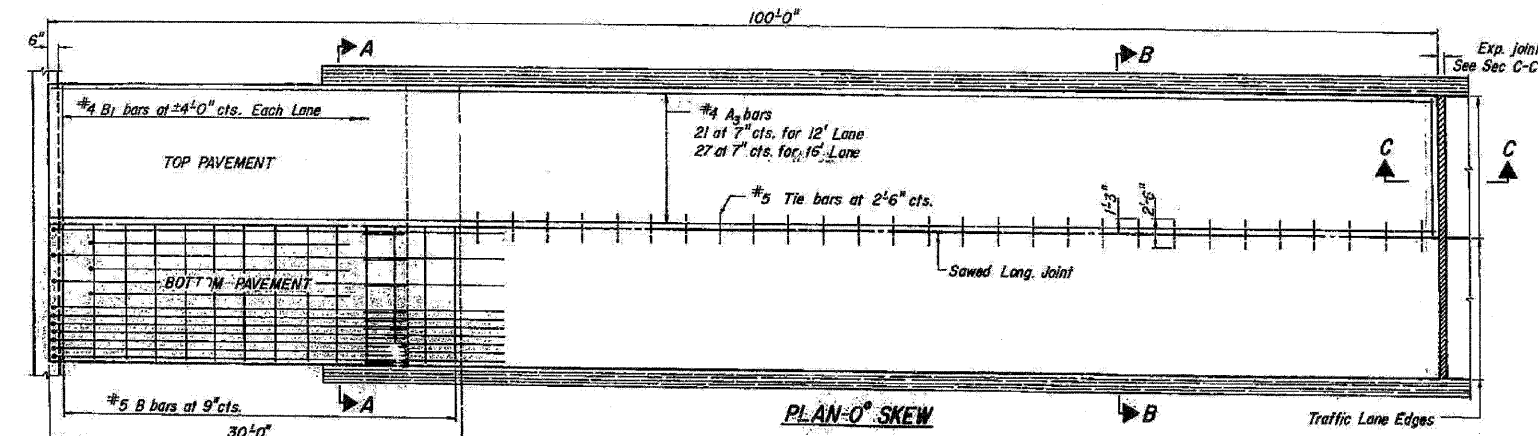 100'-0"
6"
A
B
Exp. joint
See Sec C-C
#4 B1 bars at ±4'-0" cts. Each Lane
#4 A3 bars
21 at 7" cts. for 12' Lane
27 at 7" cts. for 16' Lane
TOP PAVEMENT
C
C
#5 Tie bars at 2'-6" cts.
1'-3"
2'-6"
Sawed Long. Joint
BOTTOM PAVEMENT
#5 B bars at 9" cts.
A
PLAN-0° SKEW
B
Traffic Lane Edges
30'-0"